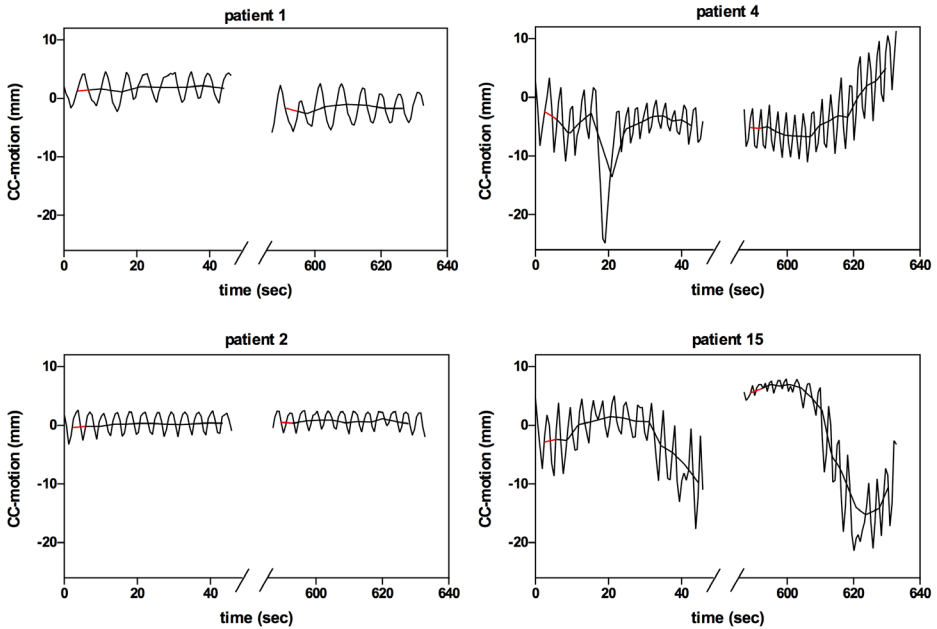 patient 1
10
0
-10
-20
CC-motion (mm)
0 20 40 600 620 640
time (sec)
patient 4
10
0
-10
-20
CC-motion (mm)
0 20 40 600 620 640
time (sec)
patient 2
10
0
-10
-20
CC-motion (mm)
0 20 40 600 620 640
time (sec)
patient 15
10
0
-10
-20
CC-motion (mm)
0 20 40 600 620 640
time (sec)